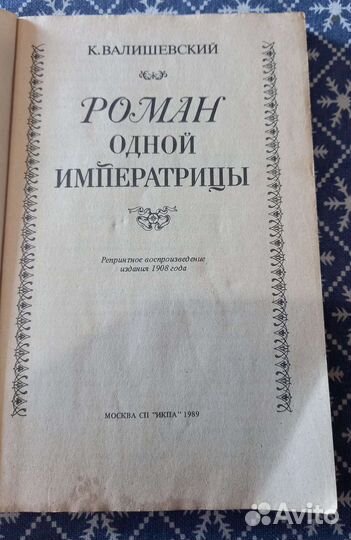 К. ВАЛИШЕВСКИЙ
РОМАН
ОДНОЙ
ИМПЕРАТРИЦЫ
Репринтное воспроизведение
издания 1908 года
МОСКВА СП "ИКПА" 1989
Avito